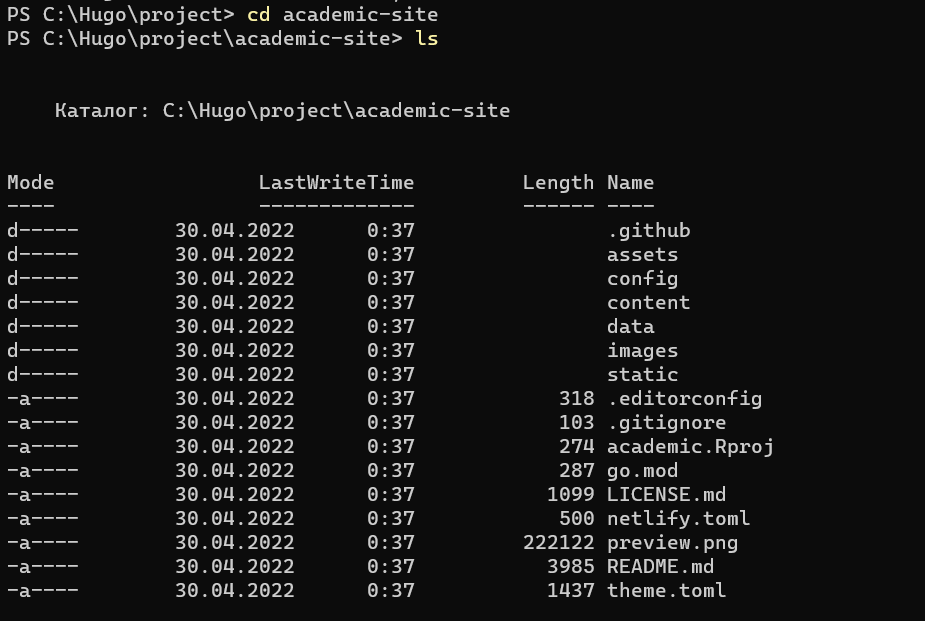 PS C:\Hugo\project> cd academic-site
PS C:\Hugo\project\academic-site> ls
Каталог: C:\Hugo\project\academic-site
Mode LastWriteTime Length Name
---- ------------- ------ ----
d----- 30.04.2022 0:37 .github
d----- 30.04.2022 0:37 assets
d----- 30.04.2022 0:37 config
d----- 30.04.2022 0:37 content
d----- 30.04.2022 0:37 data
d----- 30.04.2022 0:37 images
d----- 30.04.2022 0:37 static
-a---- 30.04.2022 0:37 318 .editorconfig
-a---- 30.04.2022 0:37 103 .gitignore
-a---- 30.04.2022 0:37 274 academic.Rproj
-a---- 30.04.2022 0:37 287 go.mod
-a---- 30.04.2022 0:37 1099 LICENSE.md
-a---- 30.04.2022 0:37 500 netlify.toml
-a---- 30.04.2022 0:37 222122 preview.png
-a---- 30.04.2022 0:37 3985 README.md
-a---- 30.04.2022 0:37 1437 theme.toml